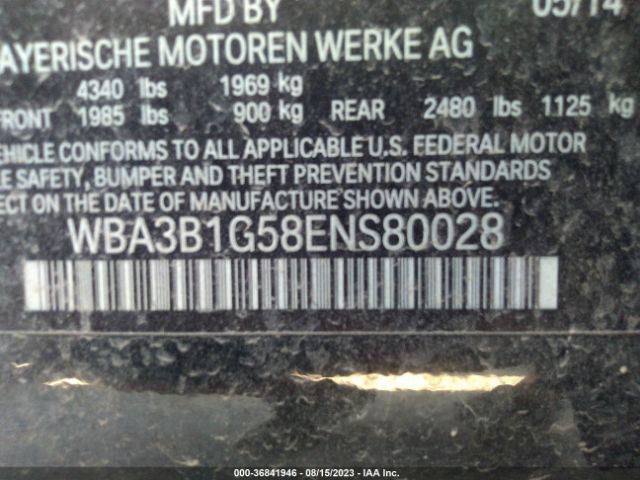 MFD BY 05/14
AYERISCHE MOTOREN WERKE AG
4340 lbs 1969 kg
FRONT 1985 lbs 900 kg REAR 2480 lbs 1125 kg
VEHICLE CONFORMS TO ALL APPLICABLE U.S. FEDERAL MOTOR
LE SAFETY, BUMPER AND THEFT PREVENTION STANDARDS
ECT ON THE DATE OF MANUFACTURE SHOWN ABOVE.
WBA3B1G58ENS80028
000-36841946 - 08/15/2023 - IAA Inc.